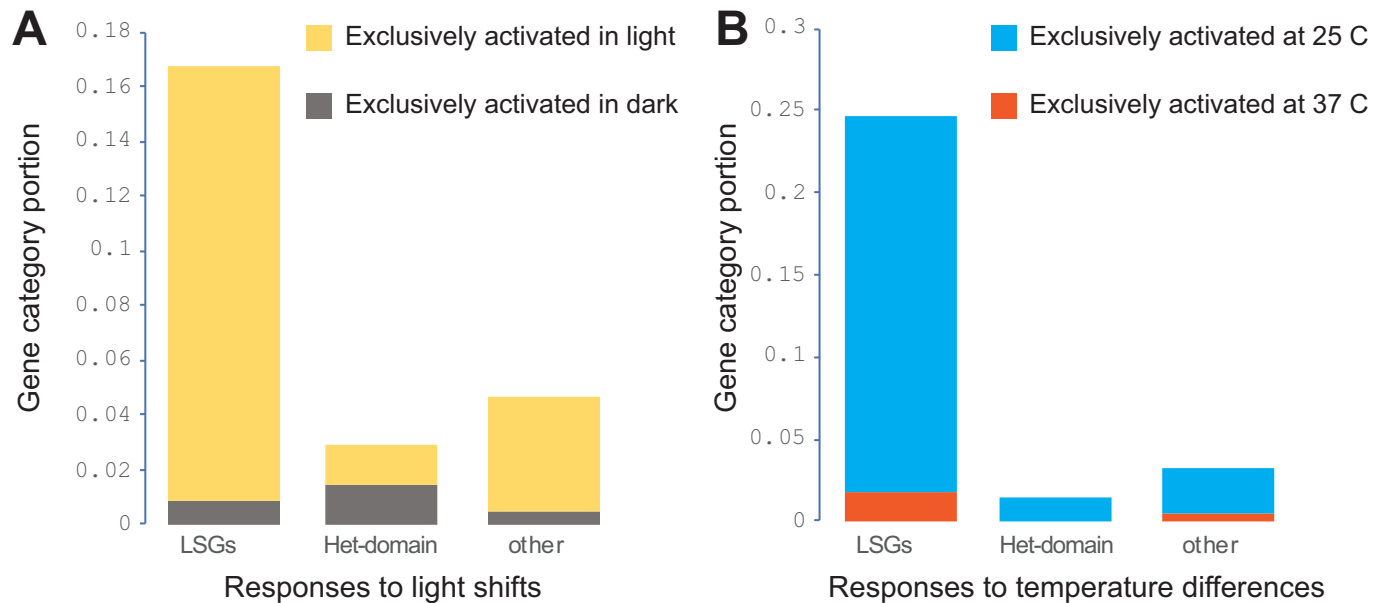 A
Exclusively activated in light
Exclusively activated in dark
Gene category portion
0.18
0.16
0.14
0.12
0.1
0.08
0.06
0.04
0.02
0
LSGs Het-domain other
Responses to light shifts
B
Exclusively activated at 25 C
Exclusively activated at 37 C
Gene category portion
0.3
0.25
0.2
0.15
0.1
0.05
0
LSGs Het-domain other
Responses to temperature differences